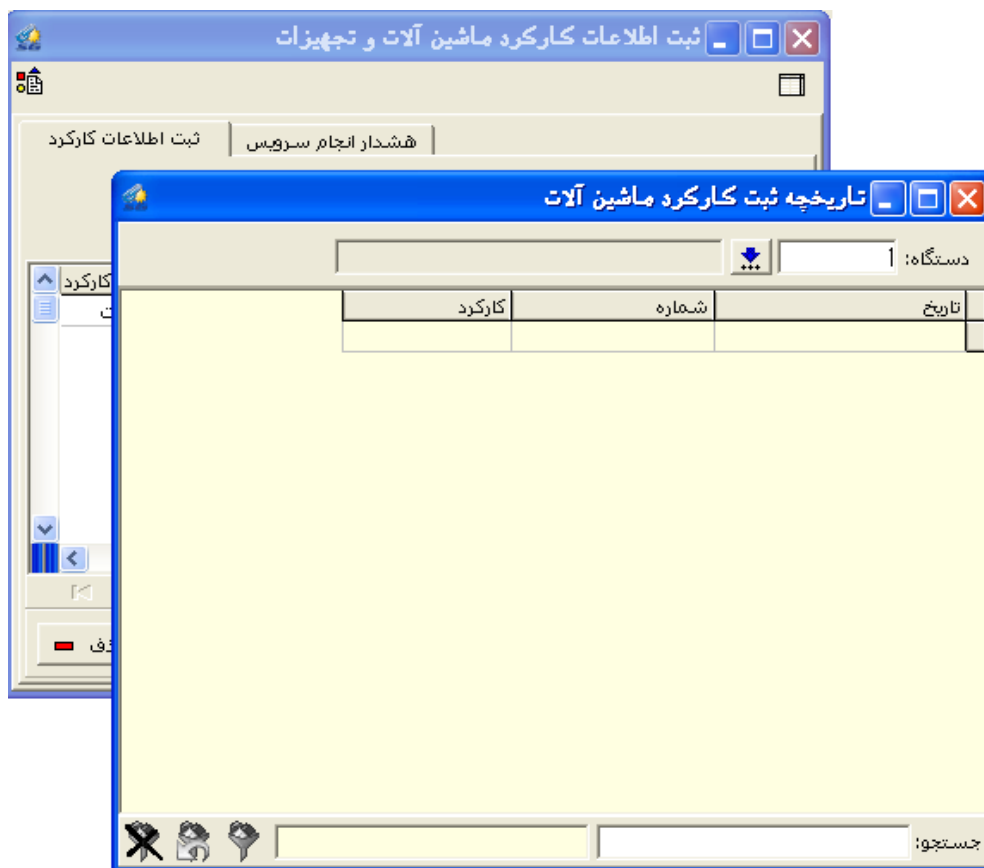 ثبت اطلاعات کارکرد ماشین آلات و تجهیزات
ثبت اطلاعات کارکرد
هشدار انجام سرویس
کارکرد
تاریخچه ثبت کارکرد ماشین آلات
دستگاه: 1
تاریخ
شماره
کارکرد
جستجو: